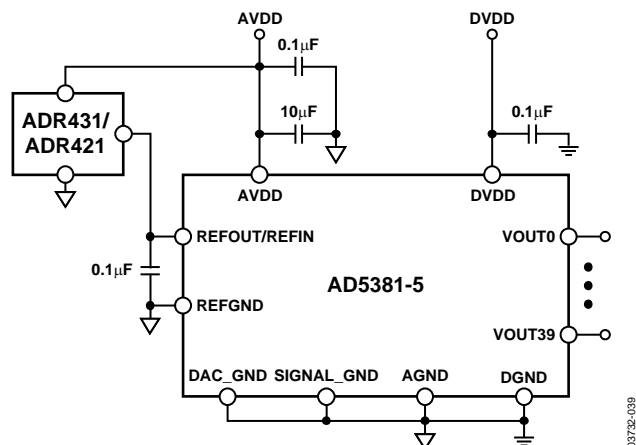 AVDD
DVDD
0.1μF
10μF
0.1μF
ADR431/
ADR421
AVDD
DVDD
REFOUT/REFIN
VOUT0
0.1μF
AD5381-5
REFGND
VOUT39
DAC_GND SIGNAL_GND AGND DGND
03732-039